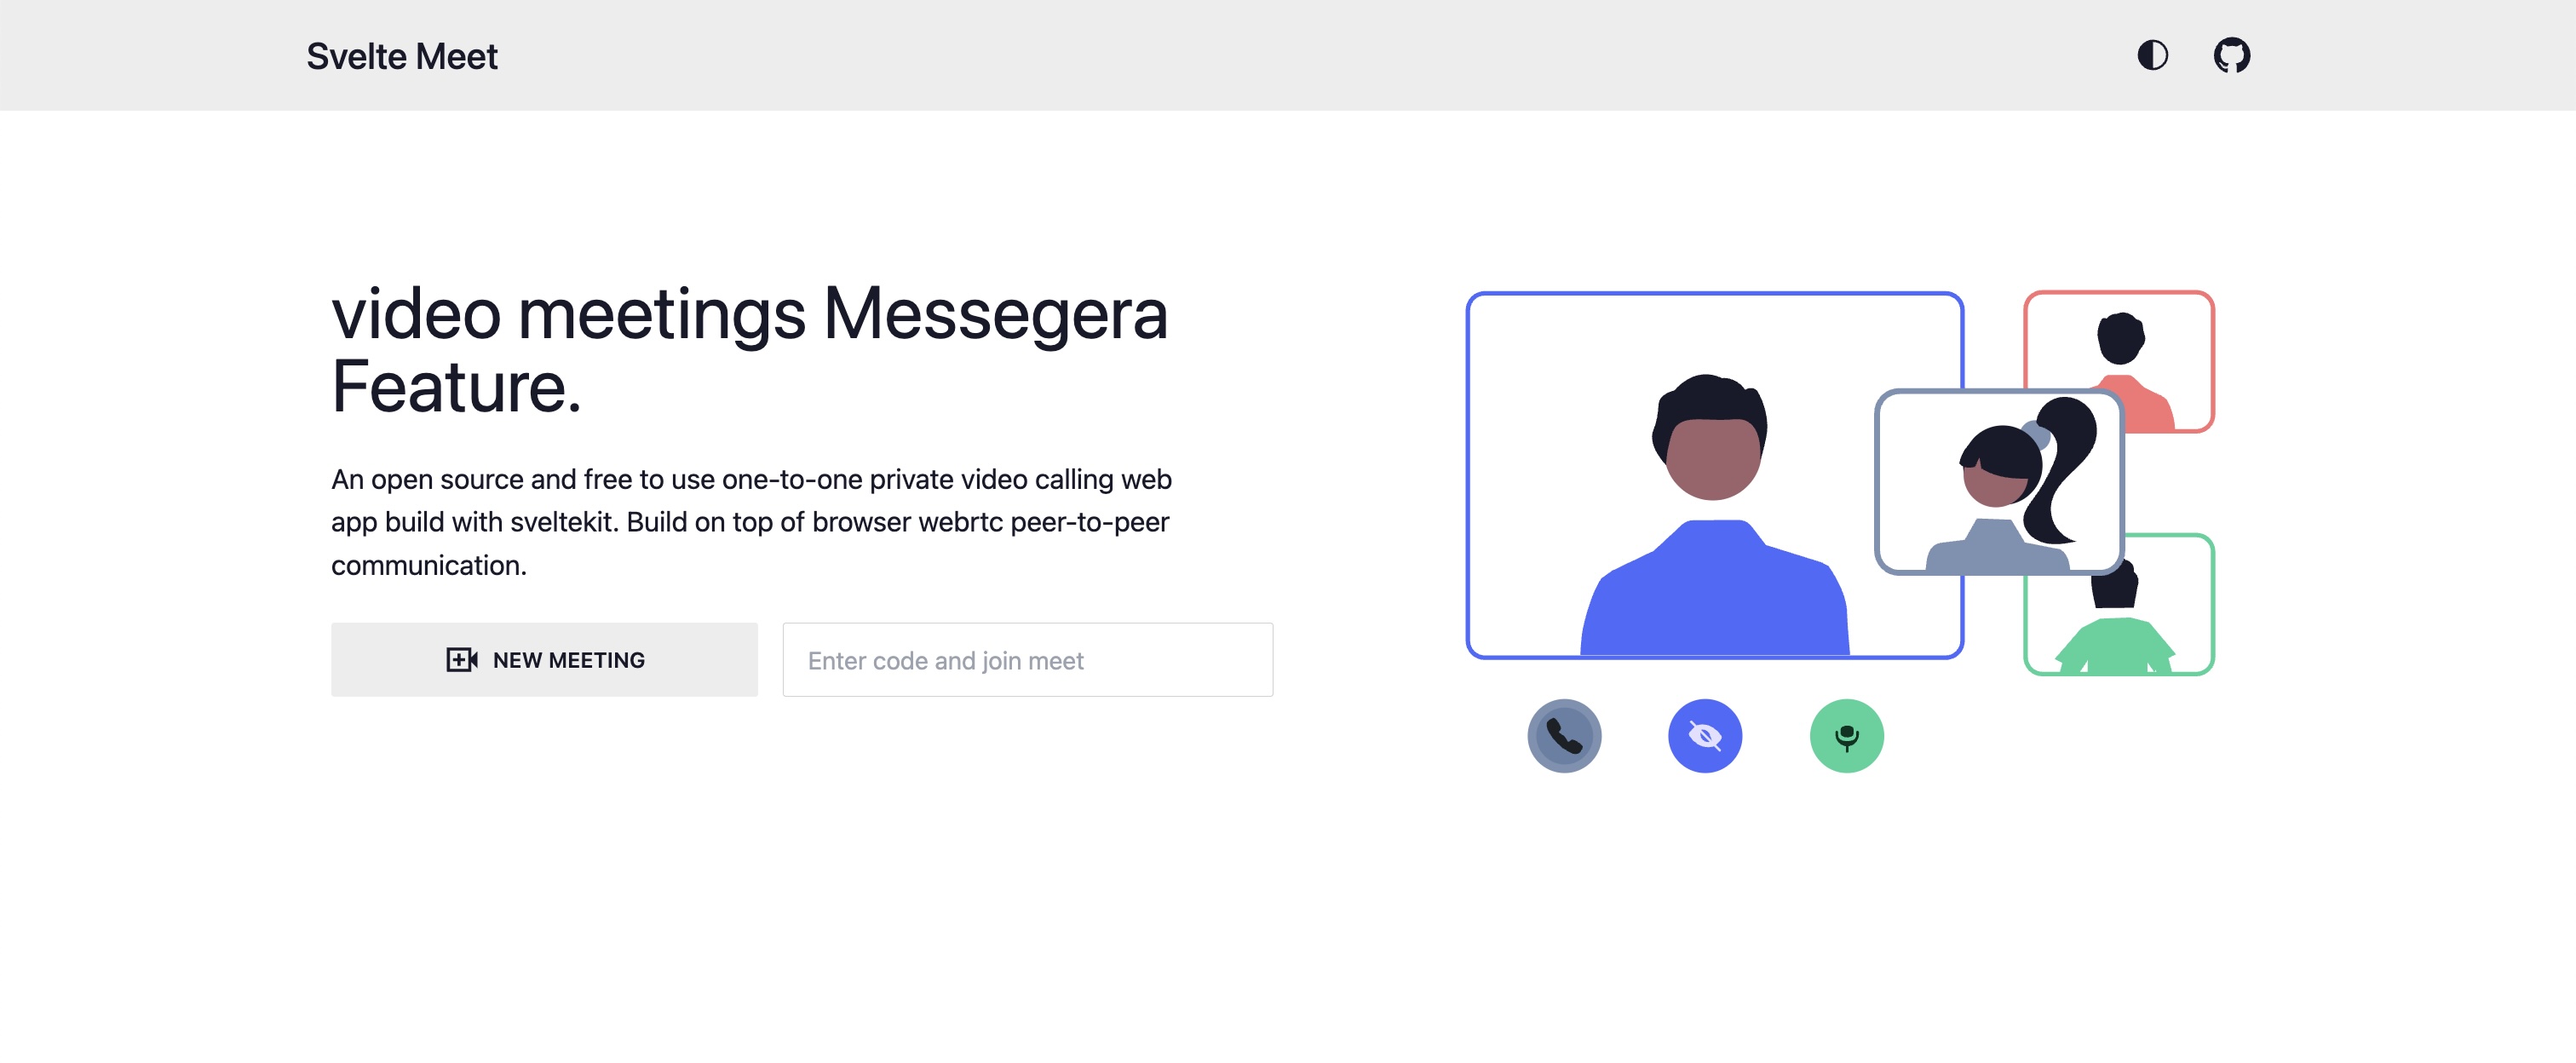 Svelte Meet
video meetings Messegera
Feature.
An open source and free to use one-to-one private video calling web
app build with sveltekit. Build on top of browser webrtc peer-to-peer
communication.
NEW MEETING
Enter code and join meet